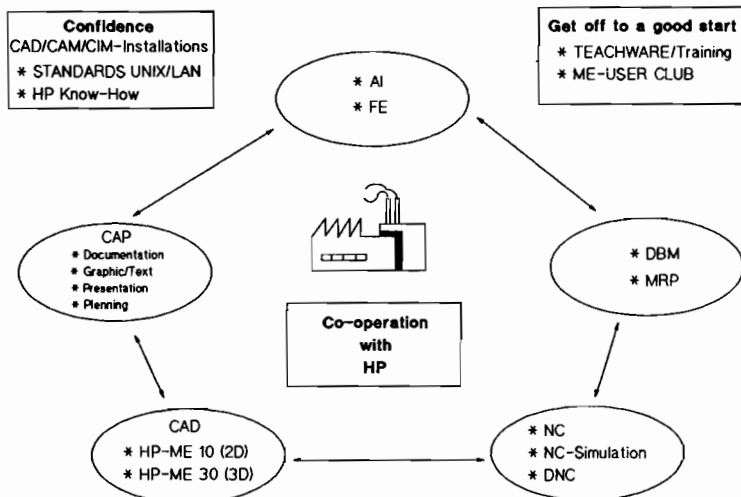 Confidence
CAD/CAM/CIM-Installations
* STANDARDS UNIX/LAN
* HP Know-How
Get off to a good start
* TEACHWARE/Training
* ME-USER CLUB
* AI
* FE
CAP
* Documentation
* Graphic/Text
* Presentation
* Plenning
* DBM
* MRP
Co-operation
with
HP
CAD
* HP-ME 10 (2D)
* HP-ME 30 (3D)
* NC
* NC-Simulation
* DNC